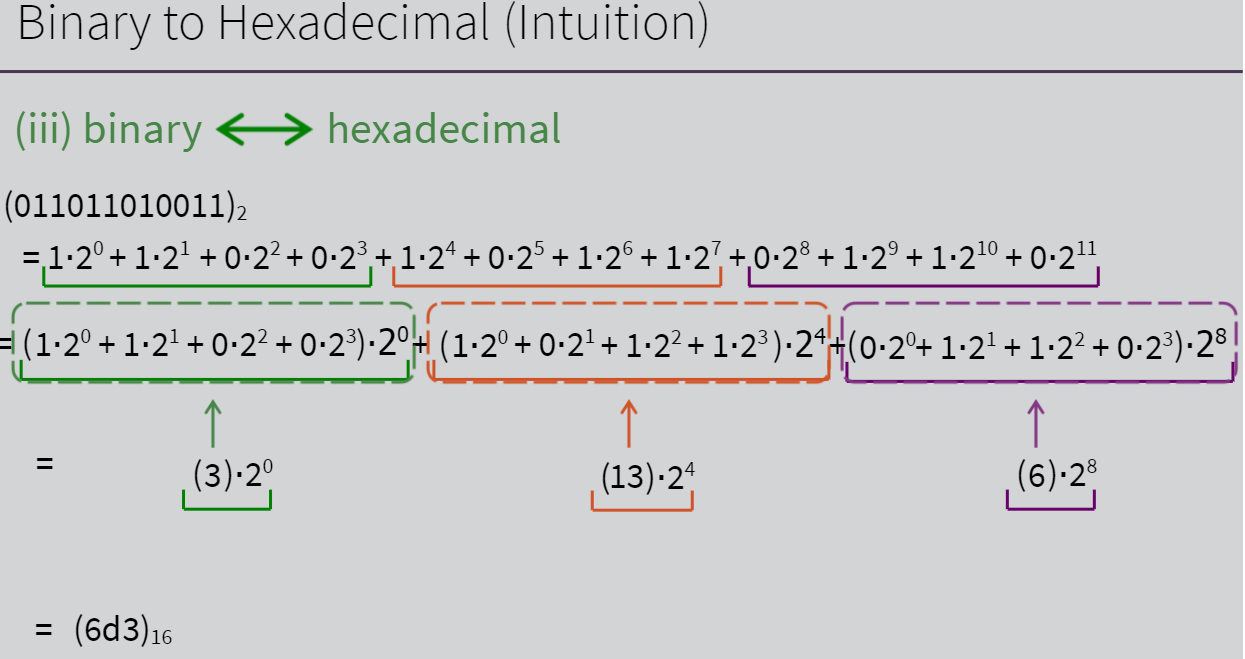 Binary to Hexadecimal (Intuition)
(iii) binary ⟷ hexadecimal
(011011010011)₂
= 1·2⁰ + 1·2¹ + 0·2² + 0·2³ + 1·2⁴ + 0·2⁵ + 1·2⁶ + 1·2⁷ + 0·2⁸ + 1·2⁹ + 1·2¹⁰ + 0·2¹¹
= (1·2⁰ + 1·2¹ + 0·2² + 0·2³)·2⁰ + (1·2⁰ + 0·2¹ + 1·2² + 1·2³)·2⁴ + (0·2⁰ + 1·2¹ + 1·2² + 0·2³)·2⁸
= (3)·2⁰ (13)·2⁴ (6)·2⁸
= (6d3)₁₆